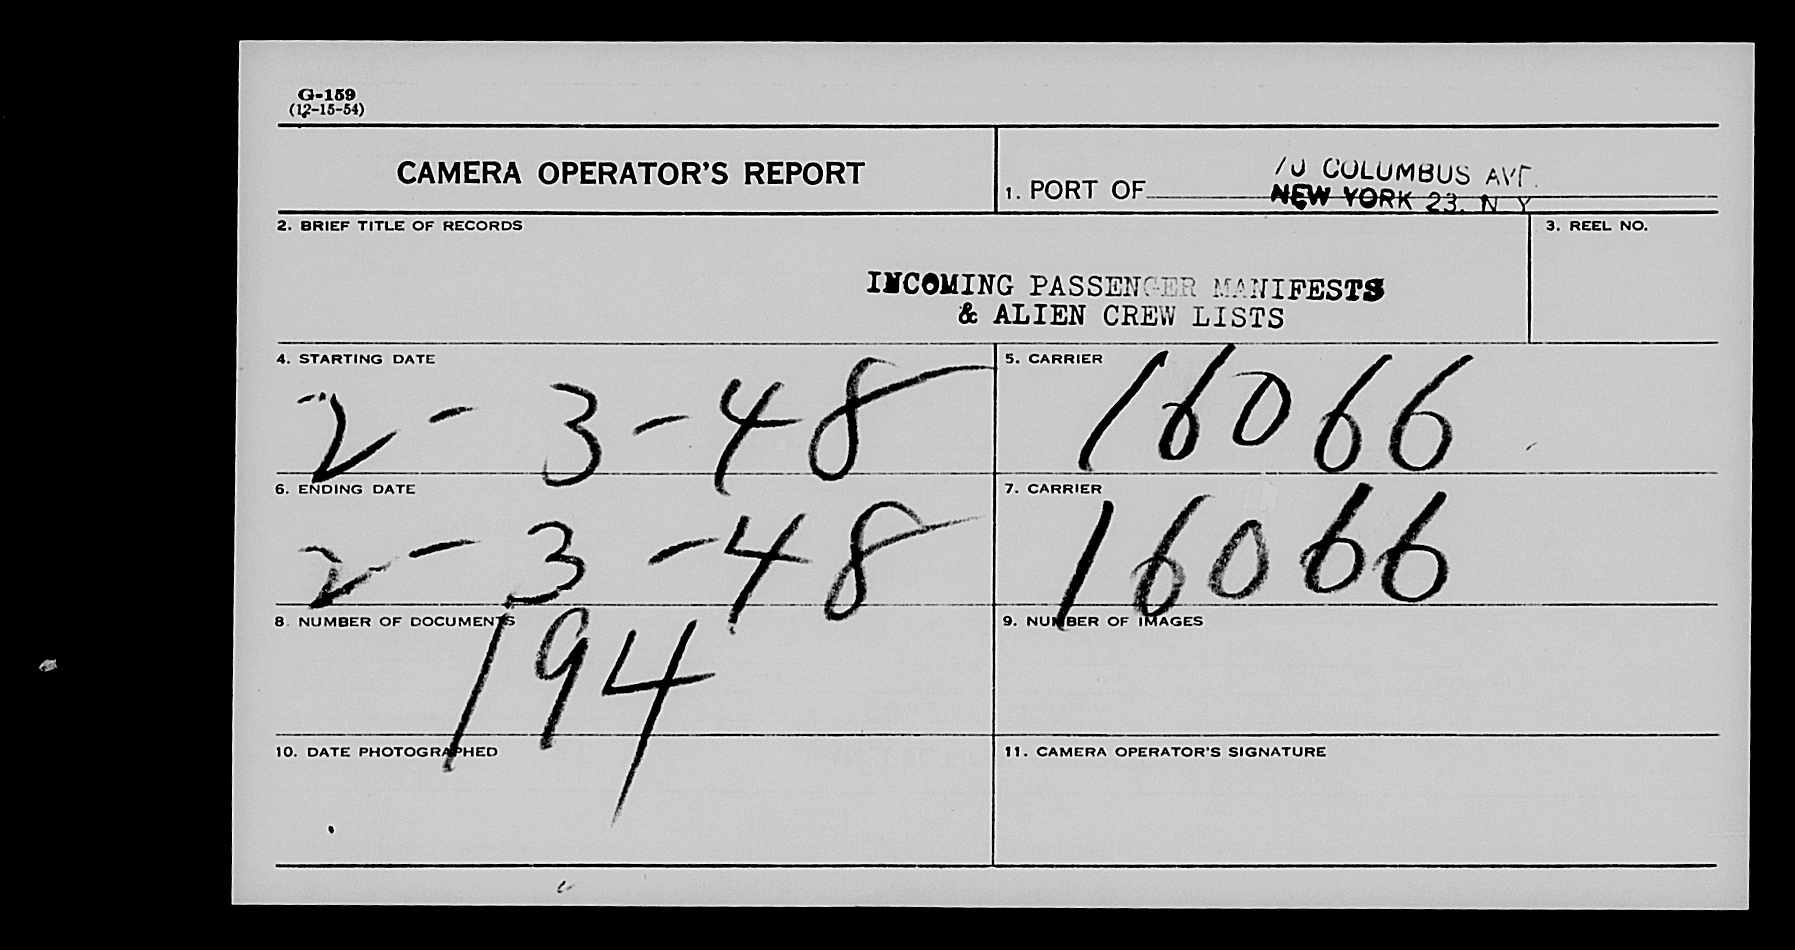 G-159
(12-15-54)
CAMERA OPERATOR'S REPORT
1. PORT OF
70 COLUMBUS AVE.
NEW YORK 23. N Y
2. BRIEF TITLE OF RECORDS
3. REEL NO.
INCOMING PASSENGER MANIFESTS
& ALIEN CREW LISTS
4. STARTING DATE
2 - 3 - 48
5. CARRIER
16066
6. ENDING DATE
2 - 3 - 48
7. CARRIER
16066
8. NUMBER OF DOCUMENTS
194
9. NUMBER OF IMAGES
10. DATE PHOTOGRAPHED
11. CAMERA OPERATOR'S SIGNATURE